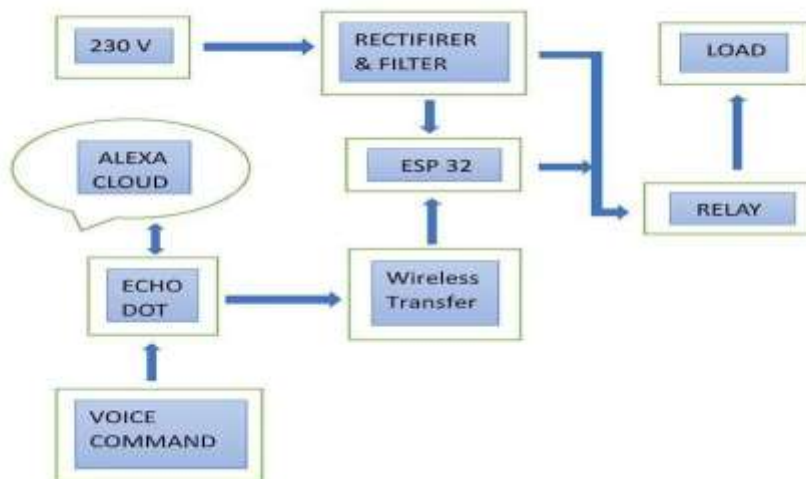 230 V
RECTIFIRER
& FILTER
LOAD
ALEXA
CLOUD
ESP 32
RELAY
ECHO
DOT
Wireless
Transfer
VOICE
COMMAND